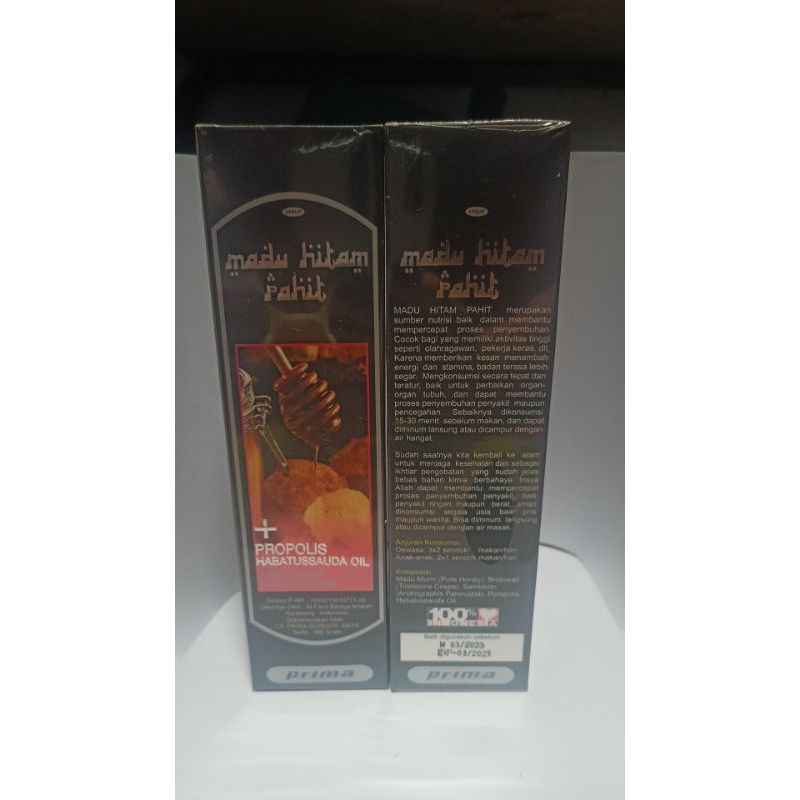 SYRUP
madu hitam
Pahit
+
PROPOLIS
HABATUSSAUDA OIL
Karawang - Indonesia
Netto : 380 Gram
prima
SYRUP
madu hitam
Pahit
MADU HITAM PAHIT merupakan
sumber nutrisi baik dalam membantu
mempercepat proses penyembuhan
Cocok bagi yang memiliki aktivitas tinggi
seperti olahragawan, pekerja keras, dll,
Karena memberikan kesan menambah
energi dan stamina, badan terasa lebih
segar. Mengkonsumsi secara tepat dan
teratur, baik untuk perbaikan organ-
organ tubuh, dan dapat membantu
proses penyembuhan penyakit maupun
pencegahan. Sebaiknya dikonsumsi
15-30 menit sebelum makan, dan dapat
diminum lansung atau dicampur dengan
air hangat.
Sudah saatnya kita kembali ke alam
untuk menjaga kesehatan dan sebagai
ikhtiar pengobatan yang sudah jelas
bebas bahan kimia berbahaya. Insya
Allah dapat membantu mempercepat
proses penyembuhan penyakit, baik
penyakit ringan maupun berat, aman
dikonsumsi segala usia baik pria
maupun wanita. Bisa diminum langsung
atau dicampur dengan air masak.
Anjuran Konsumsi:
Dewasa: 3x2 sendok makan/hari
Anak-anak: 2x1 sendok makan/hari
Komposisi:
Madu Murni (Pure Honey), Brotowali
(Tinospora Crispa), Sambiloto
(Andrographis Paniculata), Propolis,
Habatussauda Oil.
100%
Baik digunakan sebelum
M 03/2023
EXP-03/2025
prima